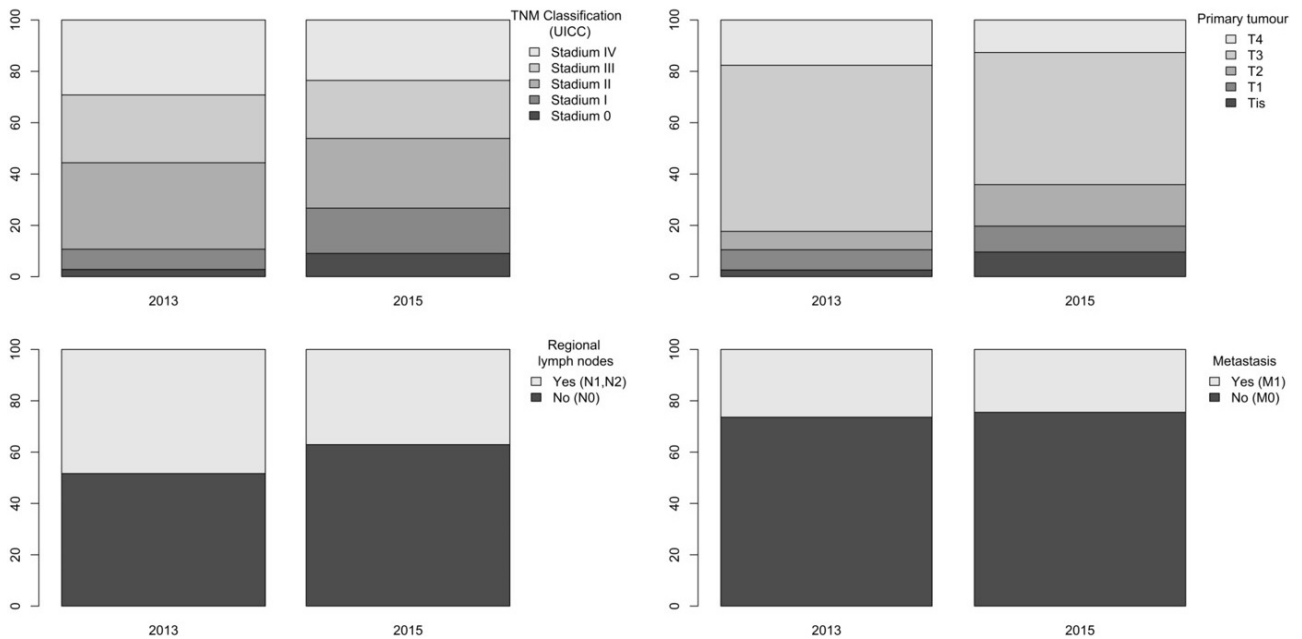 100
80
60
40
20
0
2013
2015
TNM Classification
(UICC)
Stadium IV
Stadium III
Stadium II
Stadium I
Stadium 0
100
80
60
40
20
0
2013
2015
Primary tumour
T4
T3
T2
T1
Tis
100
80
60
40
20
0
2013
2015
Regional
lymph nodes
Yes (N1,N2)
No (N0)
100
80
60
40
20
0
2013
2015
Metastasis
Yes (M1)
No (M0)